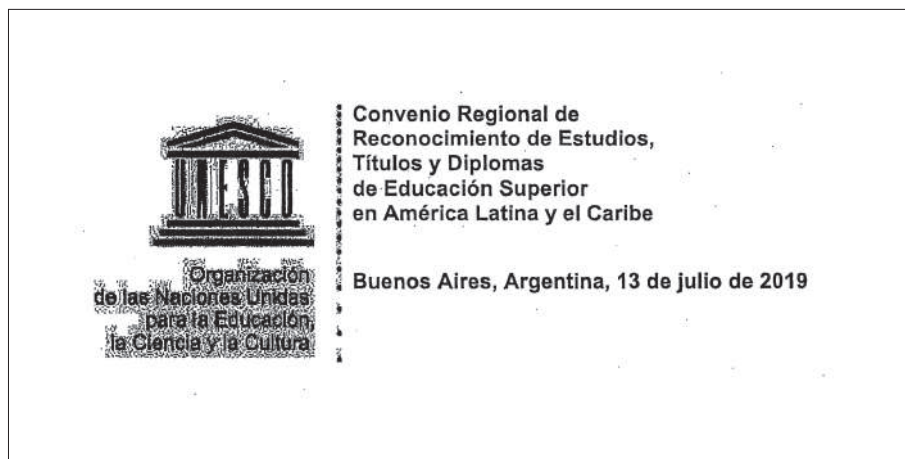 UNESCO
Organización
de las Naciones Unidas
para la Educación,
la Ciencia y la Cultura
Convenio Regional de
Reconocimiento de Estudios,
Títulos y Diplomas
de Educación Superior
en América Latina y el Caribe
Buenos Aires, Argentina, 13 de julio de 2019